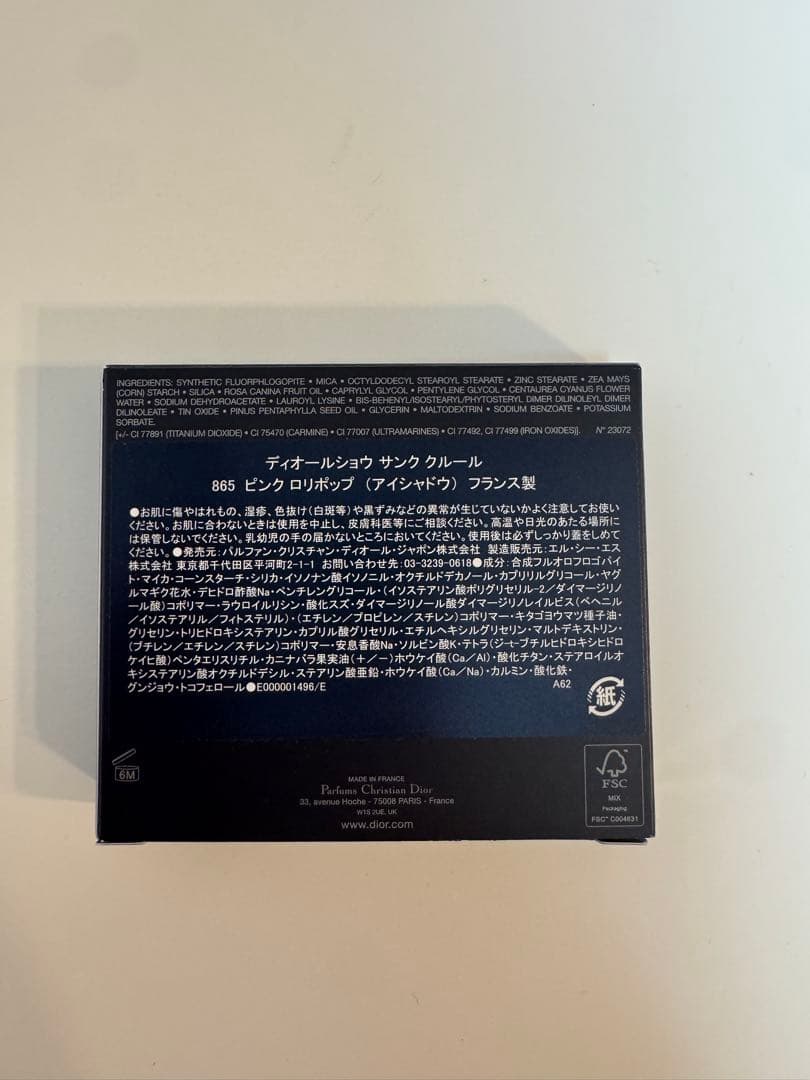 INGREDIENTS: SYNTHETIC FLUORPHLOGOPITE • MICA • OCTYLDODECYL STEAROYL STEARATE • ZINC STEARATE • ZEA MAYS
(CORN) STARCH • SILICA • ROSA CANINA FRUIT OIL • CAPRYLYL GLYCOL • PENTYLENE GLYCOL • CENTAUREA CYANUS FLOWER
WATER • SODIUM DEHYDROACETATE • LAUROYL LYSINE • BIS-BEHENYL/ISOSTEARYL/PHYTOSTERYL DIMER DILINOLEYL DIMER
DILINOLEATE • TIN OXIDE • PINUS PENTAPHYLLA SEED OIL • GLYCERIN • MALTODEXTRIN • SODIUM BENZOATE • POTASSIUM
SORBATE.
[+/- CI 77891 (TITANIUM DIOXIDE) • CI 75470 (CARMINE) • CI 77007 (ULTRAMARINES) • CI 77492, CI 77499 (IRON OXIDES)]. N° 23072
ディオールショウ サンク クルール
865 ピンク ロリポップ (アイシャドウ) フランス製
●お肌に傷やはれもの、湿疹、色抜け(白斑等)や黒ずみなどの異常が生じていないかよく注意してお使い
ください。お肌に合わないときは使用を中止し、皮膚科医等にご相談ください。高温や日光のあたる場所に
は保管しないでください。乳幼児の手の届かないところにおいてください。使用後は必ずしっかり蓋をしめて
ください。●発売元:パルファン・クリスチャン・ディオール・ジャポン株式会社 製造販売元:エル・シー・エス
株式会社 東京都千代田区平河町2-1-1 お問い合わせ先:03-3239-0618●成分:合成フルオロフロゴパイ
ト・マイカ・コーンスターチ・シリカ・イソノナン酸イソノニル・オクチルドデカノール・カプリリルグリコール・ヤグ
ルマギク花水・デヒドロ酢酸Na・ペンチレングリコール・(イソステアリン酸ポリグリセリル-2/ダイマージリノ
ール酸)コポリマー・ラウロイルリシン・酸化スズ・ダイマージリノール酸ダイマージリノレイルビス(ベヘニル
/イソステアリル/フィトステリル)・(エチレン/プロピレン/スチレン)コポリマー・キタゴヨウマツ種子油・
グリセリン・トリヒドロキシステアリン・カプリル酸グリセリル・エチルヘキシルグリセリン・マルトデキストリン・
(ブチレン/エチレン/スチレン)コポリマー・安息香酸Na・ソルビン酸K・テトラ(ジ-t-ブチルヒドロキシヒドロ
ケイヒ酸)ペンタエリスリチル・カニナバラ果実油(+/-)ホウケイ酸(Ca/Al)・酸化チタン・ステアロイルオ
キシステアリン酸オクチルドデシル・ステアリン酸亜鉛・ホウケイ酸(Ca/Na)・カルミン・酸化鉄・
グンジョウ・トコフェロール●E000001496/E A62
紙
6M
MADE IN FRANCE
Parfums Christian Dior
33, avenue Hoche - 75008 PARIS - France
W1S 2UE, UK
www.dior.com
FSC
MIX
Packaging
FSC™ C004631